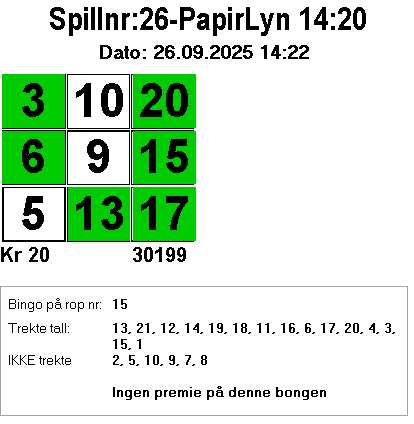 Spillnr:26-PapirLyn 14:20
Dato: 26.09.2025 14:22
3 10 20
6 9 15
5 13 17
Kr 20 30199
Bingo på rop nr: 15
Trekte tall: 13, 21, 12, 14, 19, 18, 11, 16, 6, 17, 20, 4, 3,
15, 1
IKKE trekte 2, 5, 10, 9, 7, 8
Ingen premie på denne bongen